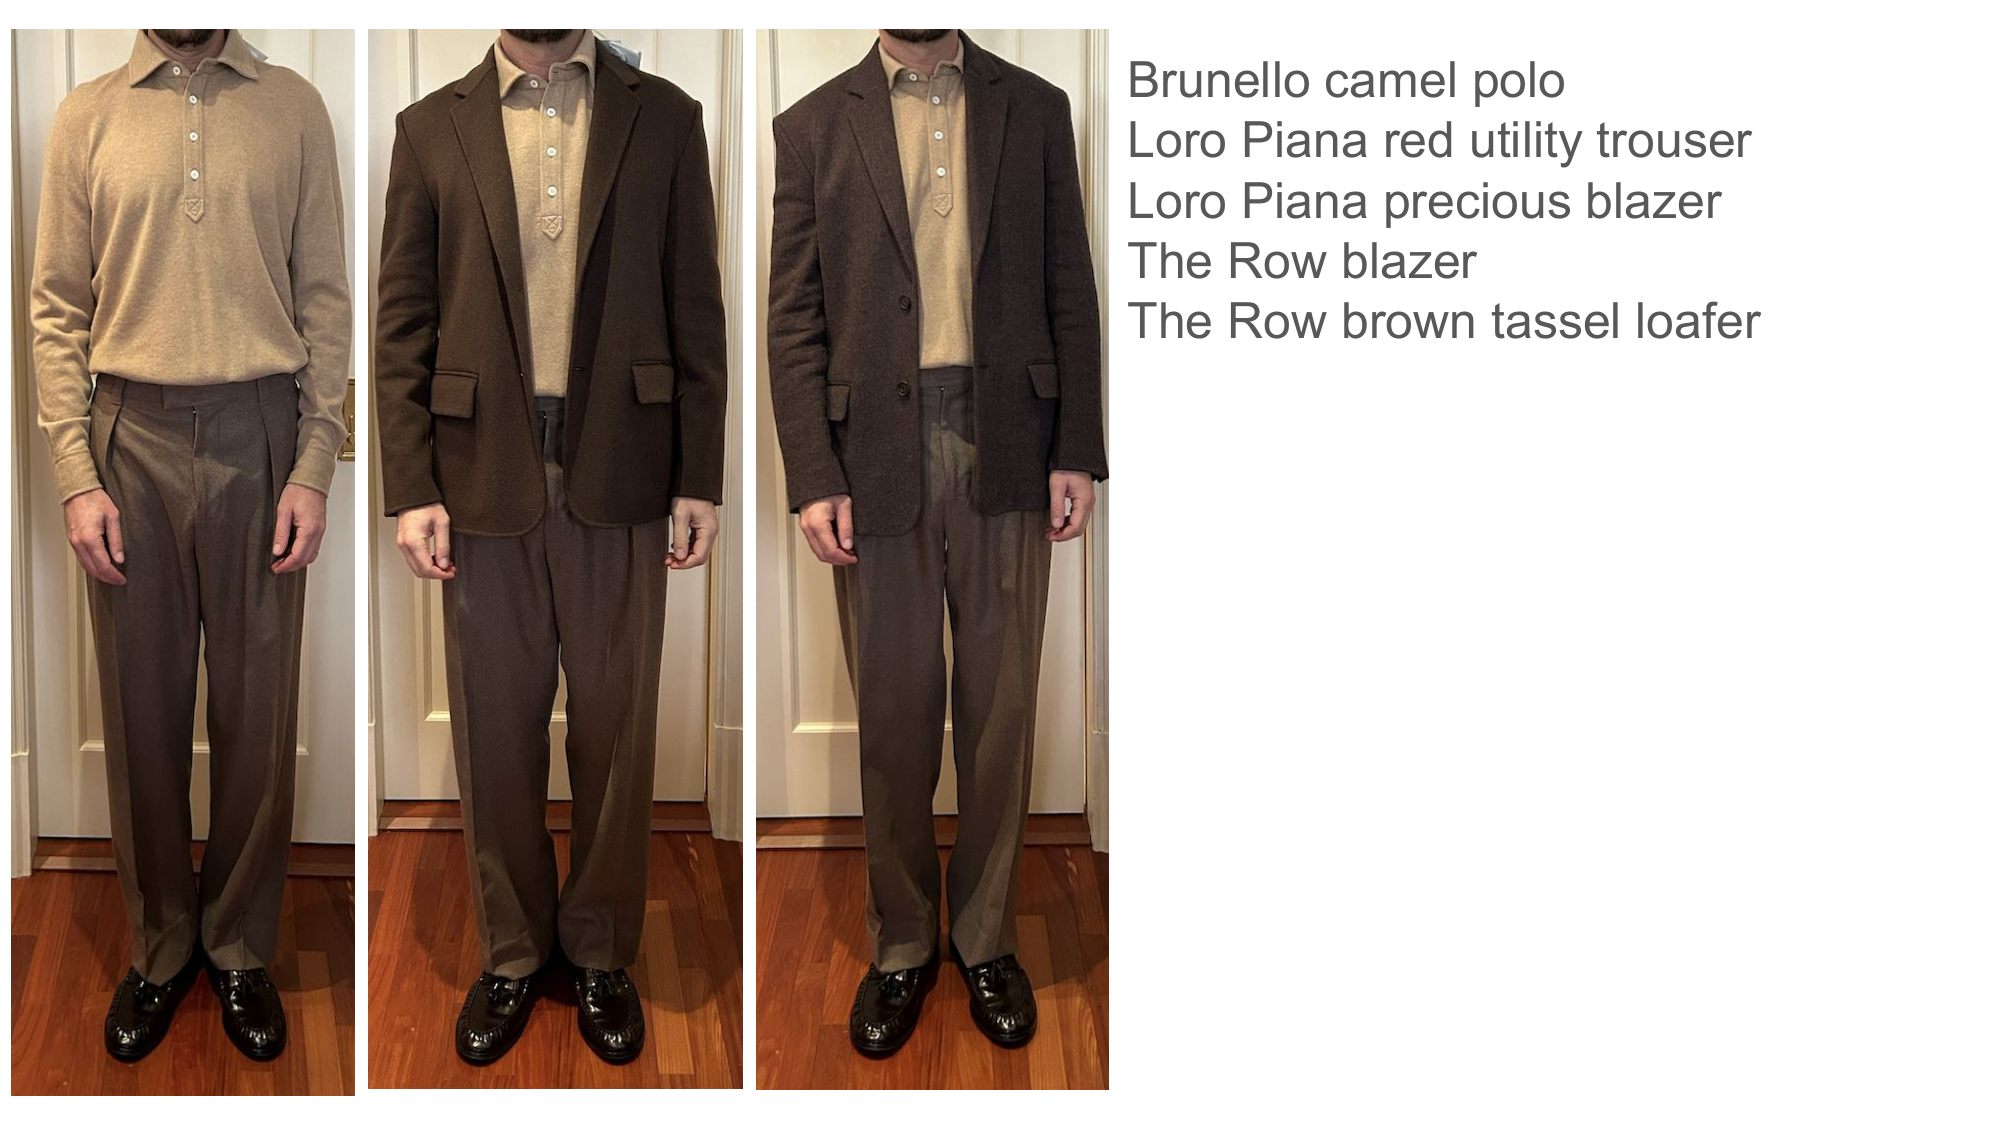 Brunello camel polo
Loro Piana red utility trouser
Loro Piana precious blazer
The Row blazer
The Row brown tassel loafer